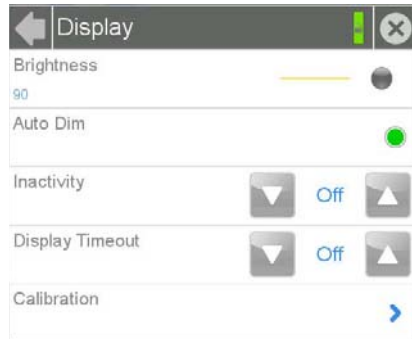 Display
Brightness
90
Auto Dim
Inactivity
Off
Display Timeout
Off
Calibration